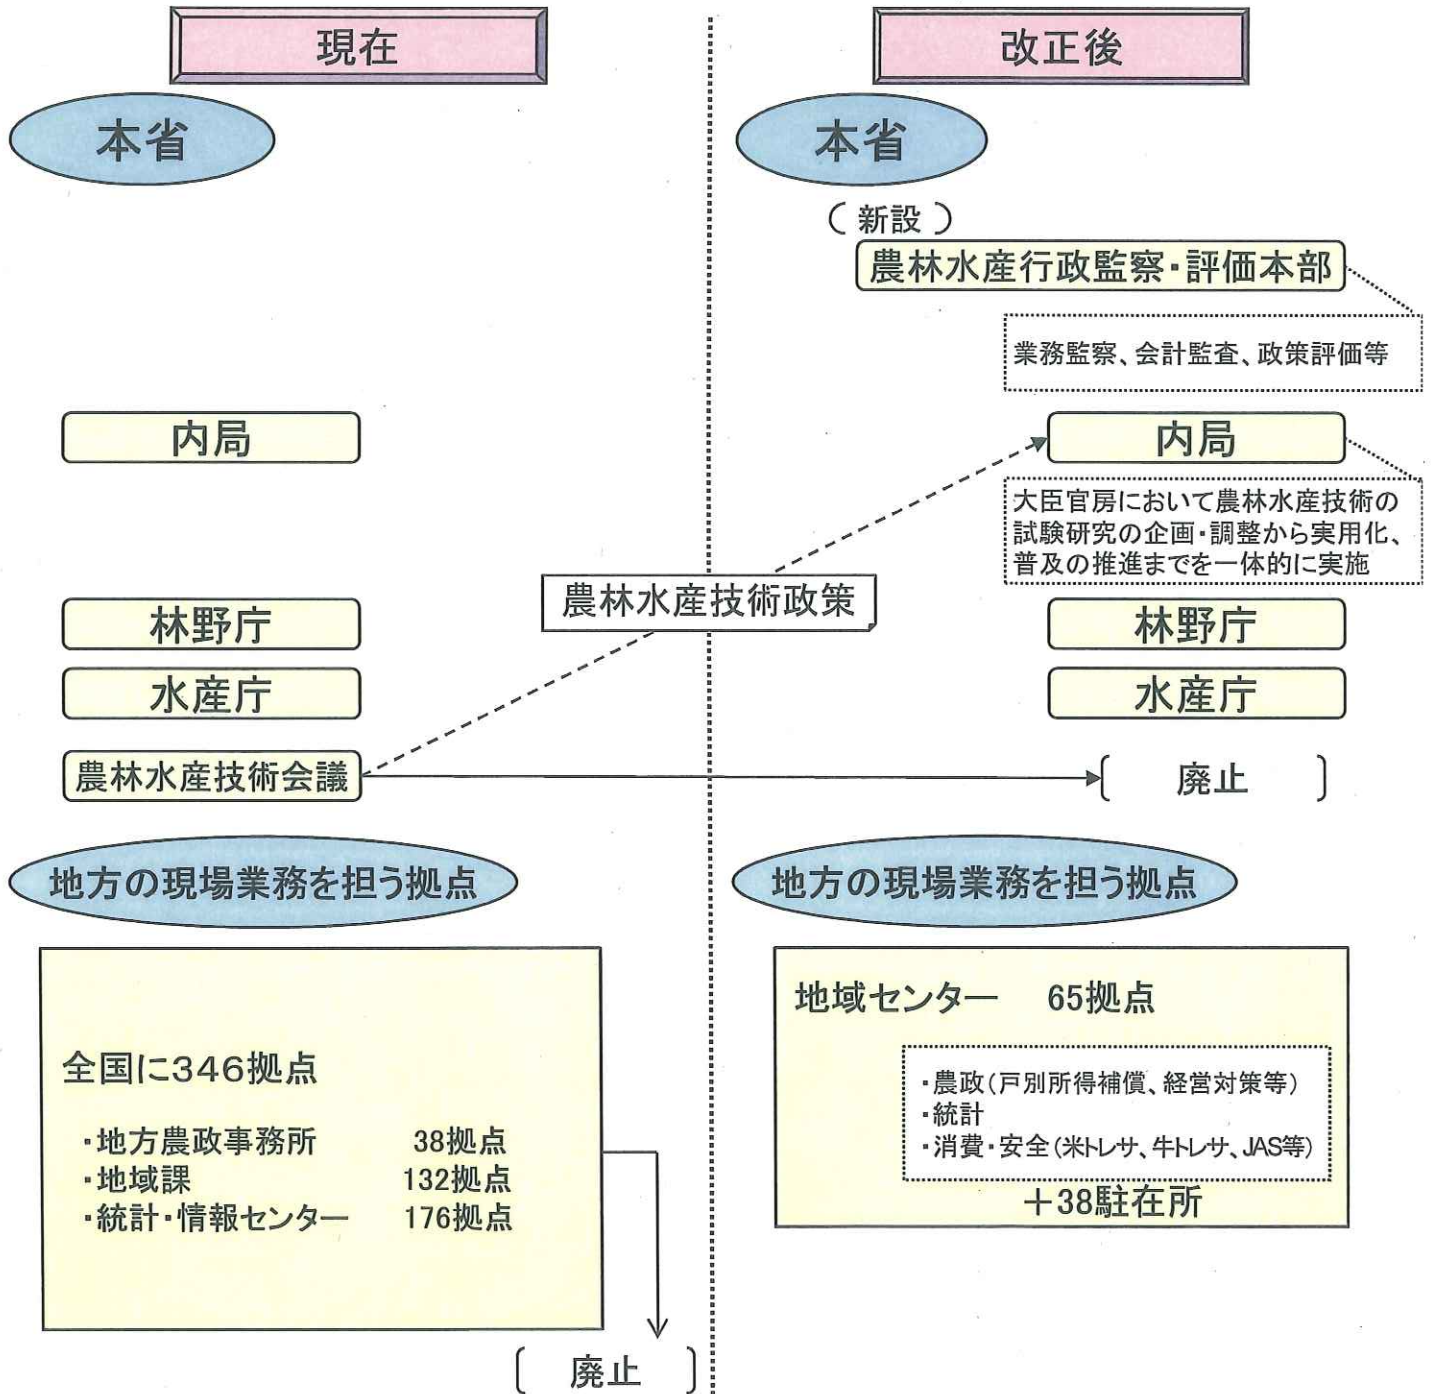 現在
本省
内局
林野庁
水産庁
農林水産技術会議
農林水産技術政策
地方の現場業務を担う拠点
全国に346拠点
・地方農政事務所 38拠点
・地域課 132拠点
・統計・情報センター 176拠点
〔 廃止 〕
改正後
本省
（ 新設 ）
農林水産行政監察・評価本部
業務監察、会計監査、政策評価等
内局
大臣官房において農林水産技術の
試験研究の企画・調整から実用化、
普及の推進までを一体的に実施
林野庁
水産庁
〔 廃止 〕
地方の現場業務を担う拠点
地域センター 65拠点
・農政（戸別所得補償、経営対策等）
・統計
・消費・安全（米トレサ、牛トレサ、JAS等）
＋38駐在所